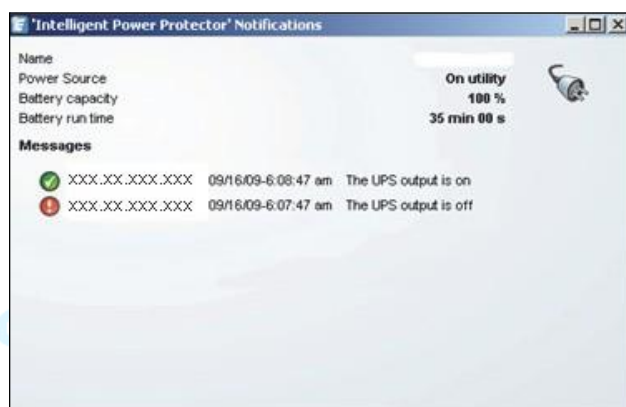 'Intelligent Power Protector' Notifications
Name
Power Source On utility
Battery capacity 100 %
Battery run time 35 min 00 s
Messages
XXX.XX.XXX.XXX 09/16/09-6:08:47 am The UPS output is on
XXX.XX.XXX.XXX 09/16/09-6:07:47 am The UPS output is off